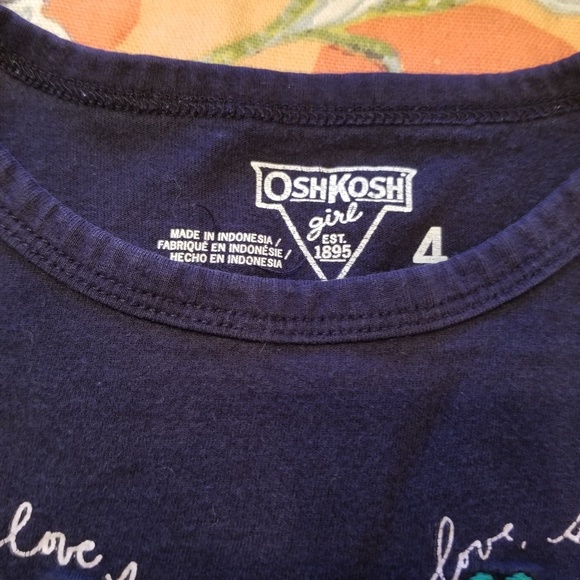 OSHKOSH
girl
EST.
1895
MADE IN INDONESIA /
FABRIQUÉ EN INDONÉSIE /
HECHO EN INDONESIA
4
love
love,